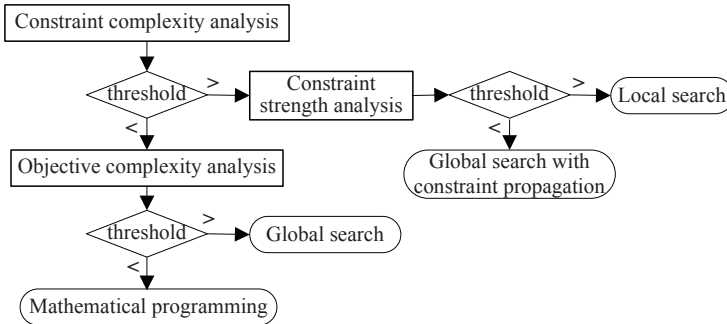 Constraint complexity analysis
threshold
>
Constraint
strength analysis
threshold
>
Local search
<
<
Objective complexity analysis
Global search with
constraint propagation
threshold
>
Global search
<
Mathematical programming